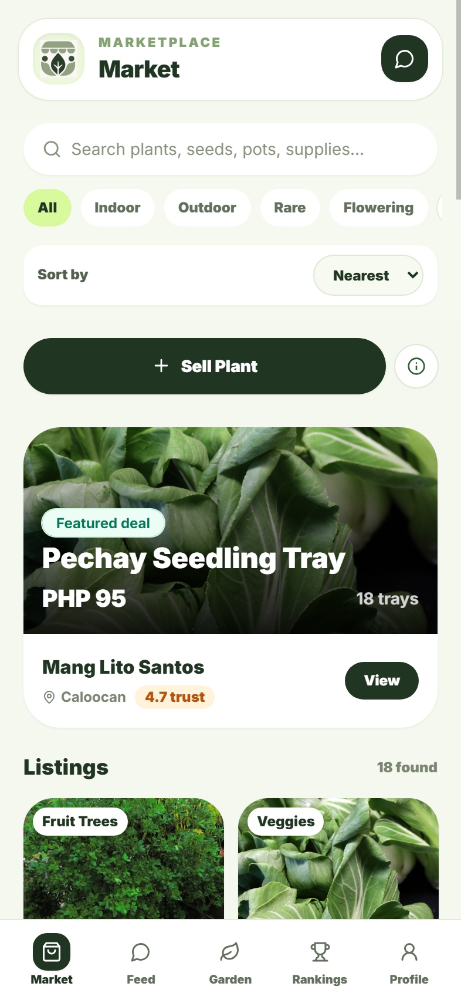 MARKETPLACE
Market
Search plants, seeds, pots, supplies...
All
Indoor
Outdoor
Rare
Flowering
Sort by
Nearest
Sell Plant
Featured deal
Pechay Seedling Tray
PHP 95
18 trays
Mang Lito Santos
Caloocan
4.7 trust
View
Listings
18 found
Fruit Trees
Veggies
Market
Feed
Garden
Rankings
Profile